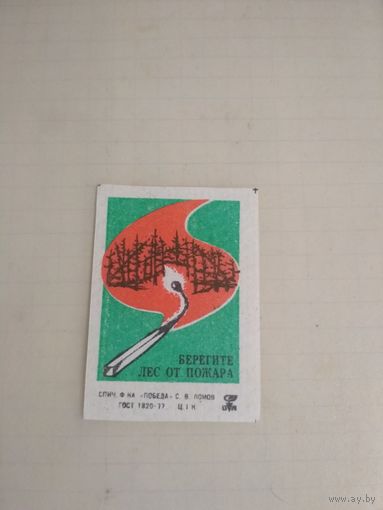 БЕРЕГИТЕ
ЛЕС ОТ ПОЖАРА
СПИЧ. Ф-КА «ПОБЕДА» С. В. ЛОМОВ
ГОСТ 1820-77. Ц. 1 К.
www.ay.by